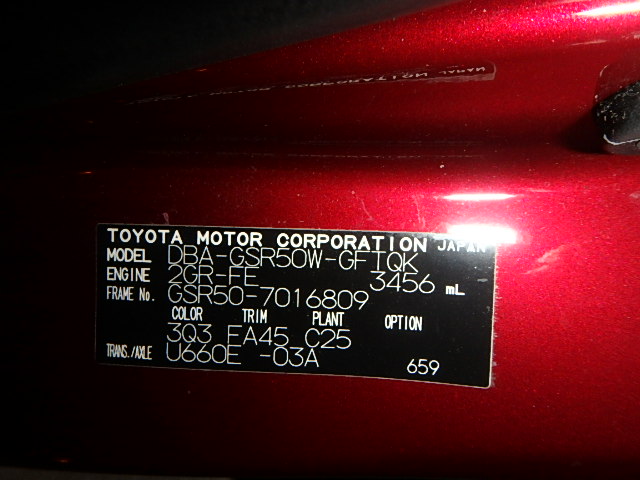 TOYOTA MOTOR CORPORATION JAPAN
MODEL DBA-GSR50W-GFTQK
ENGINE 2GR-FE 3456 mL
FRAME No. GSR50-7016809
COLOR TRIM PLANT OPTION
3Q3 FA45 C25
TRANS./AXLE U660E -03A
659